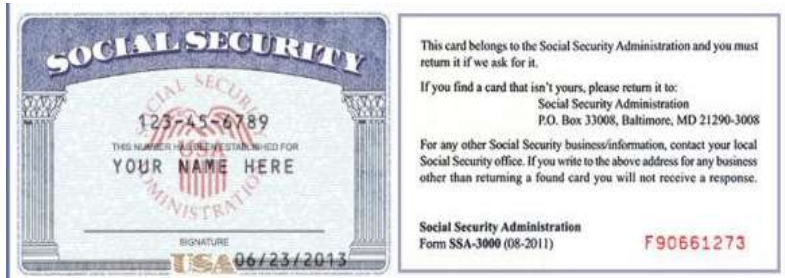 SOCIAL SECURITY
SOCIAL SECURITY ADMINISTRATION
123-45-6789
THIS NUMBER HAS BEEN ESTABLISHED FOR
YOUR NAME HERE
USA
SIGNATURE
USA 06/23/2013
This card belongs to the Social Security Administration and you must
return it if we ask for it.
If you find a card that isn't yours, please return it to:
Social Security Administration
P.O. Box 33008, Baltimore, MD 21290-3008
For any other Social Security business/information, contact your local
Social Security office. If you write to the above address for any business
other than returning a found card you will not receive a response.
Social Security Administration
Form SSA-3000 (08-2011)
F90661273